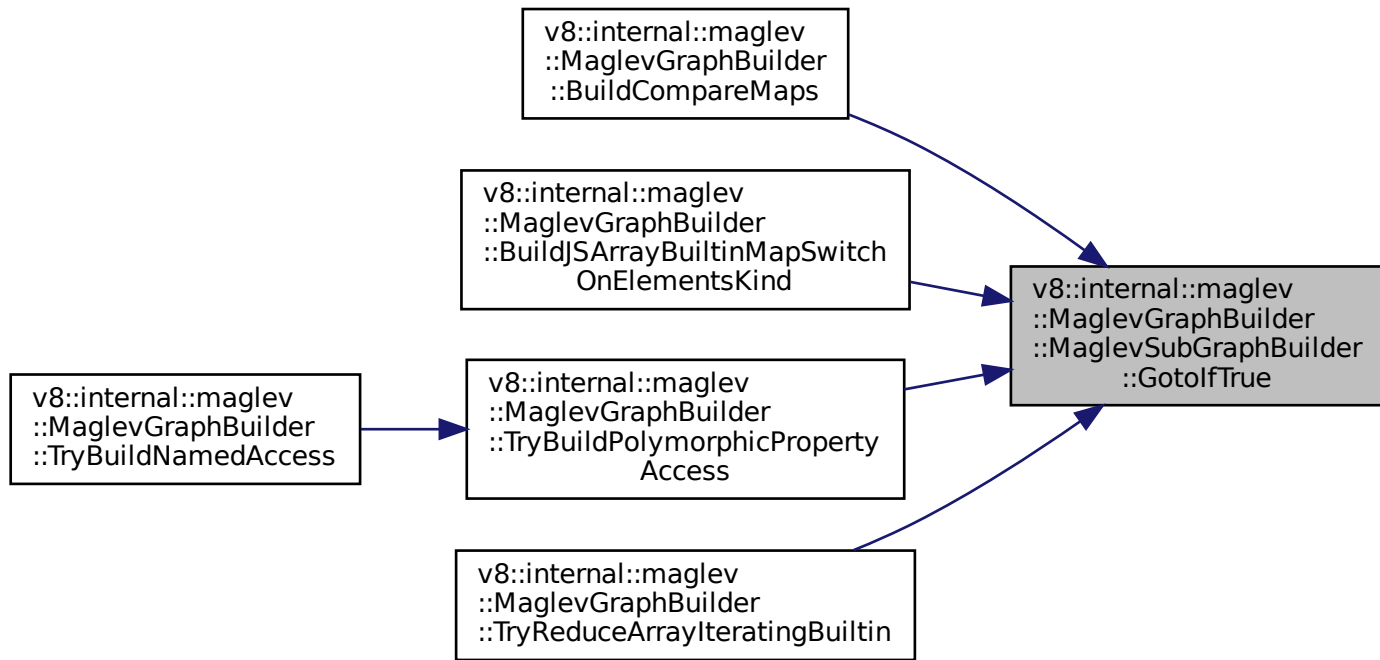 v8::internal::maglev
::MaglevGraphBuilder
::BuildCompareMaps
v8::internal::maglev
::MaglevGraphBuilder
::BuildJSArrayBuiltinMapSwitch
OnElementsKind
v8::internal::maglev
::MaglevGraphBuilder
::MaglevSubGraphBuilder
::GotoIfTrue
v8::internal::maglev
::MaglevGraphBuilder
::TryBuildPolymorphicProperty
Access
v8::internal::maglev
::MaglevGraphBuilder
::TryBuildNamedAccess
v8::internal::maglev
::MaglevGraphBuilder
::TryReduceArrayIteratingBuiltin